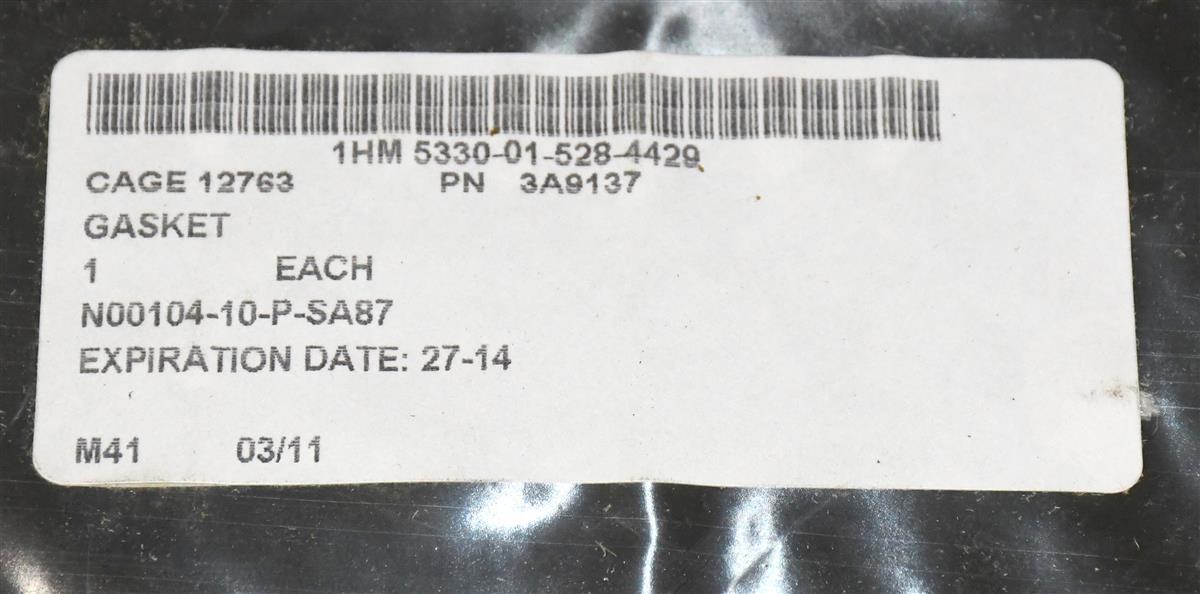 1HM 5330-01-528-4429
CAGE 12763 PN 3A9137
GASKET
1 EACH
N00104-10-P-SA87
EXPIRATION DATE: 27-14
M41 03/11